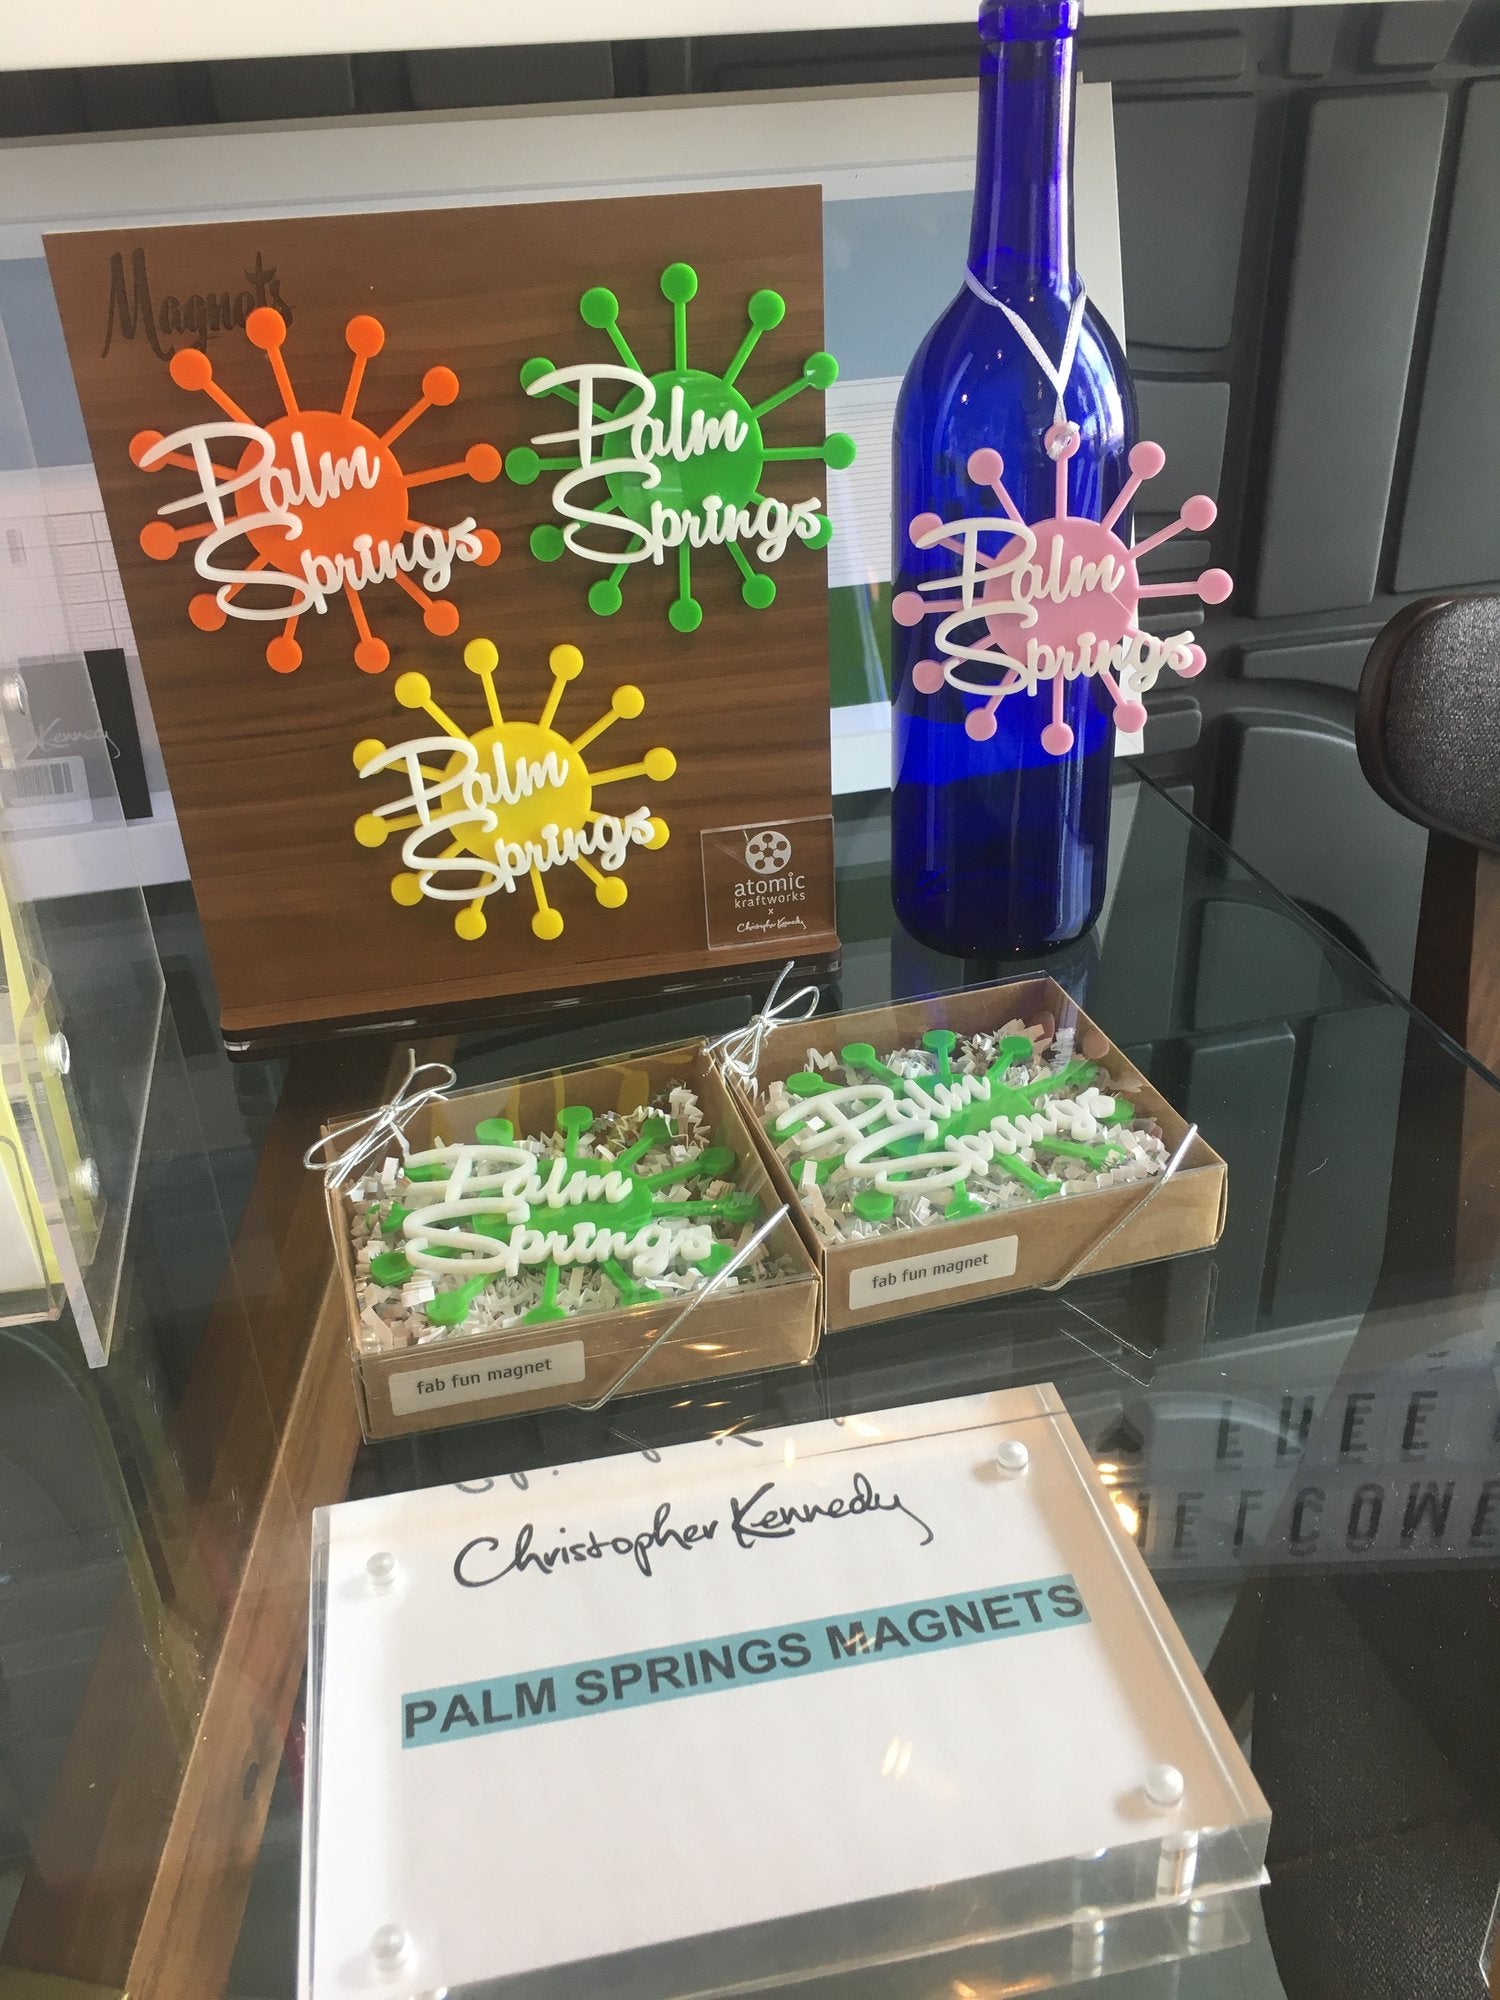 Magnets
Palm
Springs
Palm
Springs
Palm
Springs
Palm
Springs
Kennedy
atomic
kraftworks
x
Christopher Kennedy
Palm
Springs
Palm
Springs
fab fun magnet
fab fun magnet
Christopher Kennedy
PALM SPRINGS MAGNETS